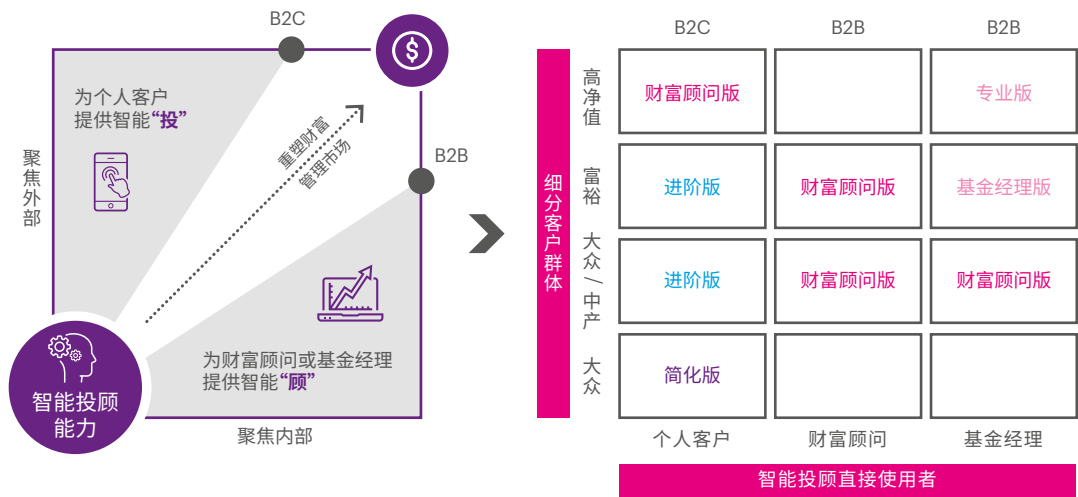 B2C
为个人客户
提供智能“投”
聚焦外部
重塑财富
管理市场
B2B
为财富顾问或基金经理
提供智能“顾”
智能投顾
能力
聚焦内部
B2C
B2B
B2B
细分客户群体
高净值
财富顾问版
专业版
富裕
进阶版
财富顾问版
基金经理版
大众/中产
进阶版
财富顾问版
财富顾问版
大众
简化版
个人客户
财富顾问
基金经理
智能投顾直接使用者